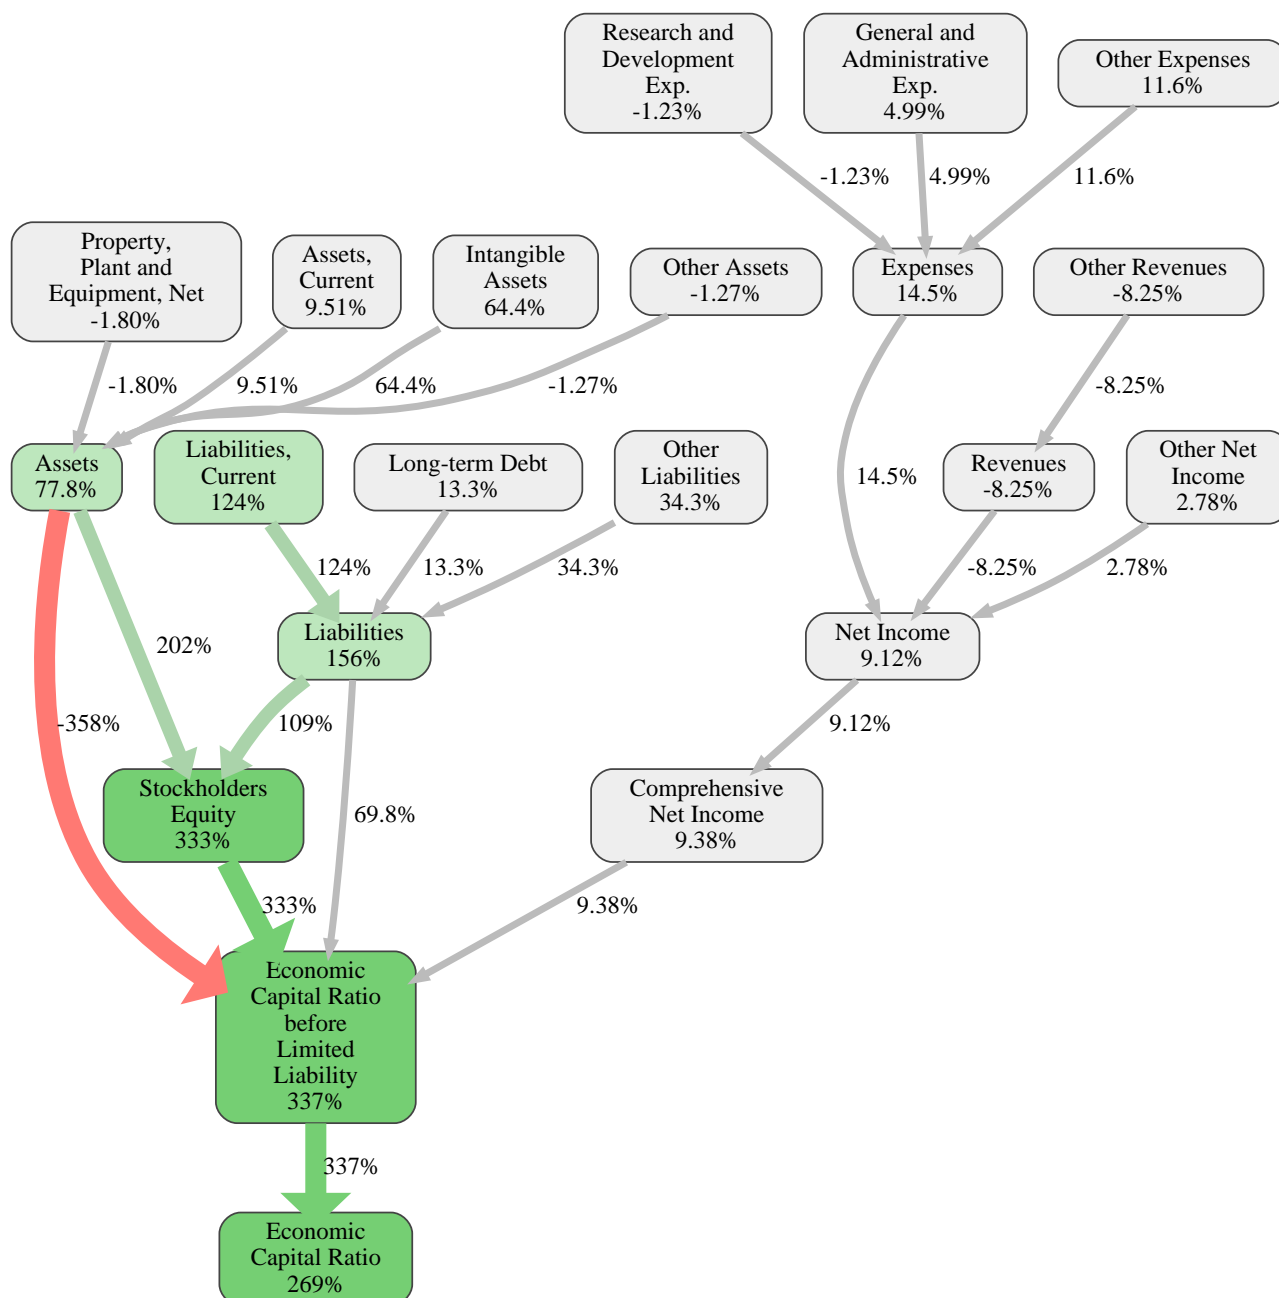 Research and
Development
Exp.
-1.23%
General and
Administrative
Exp.
4.99%
Other Expenses
11.6%
-1.23%
4.99%
11.6%
Property,
Plant and
Equipment, Net
-1.80%
Assets,
Current
9.51%
Intangible
Assets
64.4%
Other Assets
-1.27%
Expenses
14.5%
Other Revenues
-8.25%
-1.80%
9.51%
64.4%
-1.27%
-8.25%
Assets
77.8%
Liabilities,
Current
124%
Long-term Debt
13.3%
Other
Liabilities
34.3%
14.5%
Revenues
-8.25%
Other Net
Income
2.78%
124%
13.3%
34.3%
-8.25%
2.78%
202%
Liabilities
156%
Net Income
9.12%
-358%
109%
9.12%
Stockholders
Equity
333%
69.8%
Comprehensive
Net Income
9.38%
333%
9.38%
Economic
Capital Ratio
before
Limited
Liability
337%
337%
Economic
Capital Ratio
269%